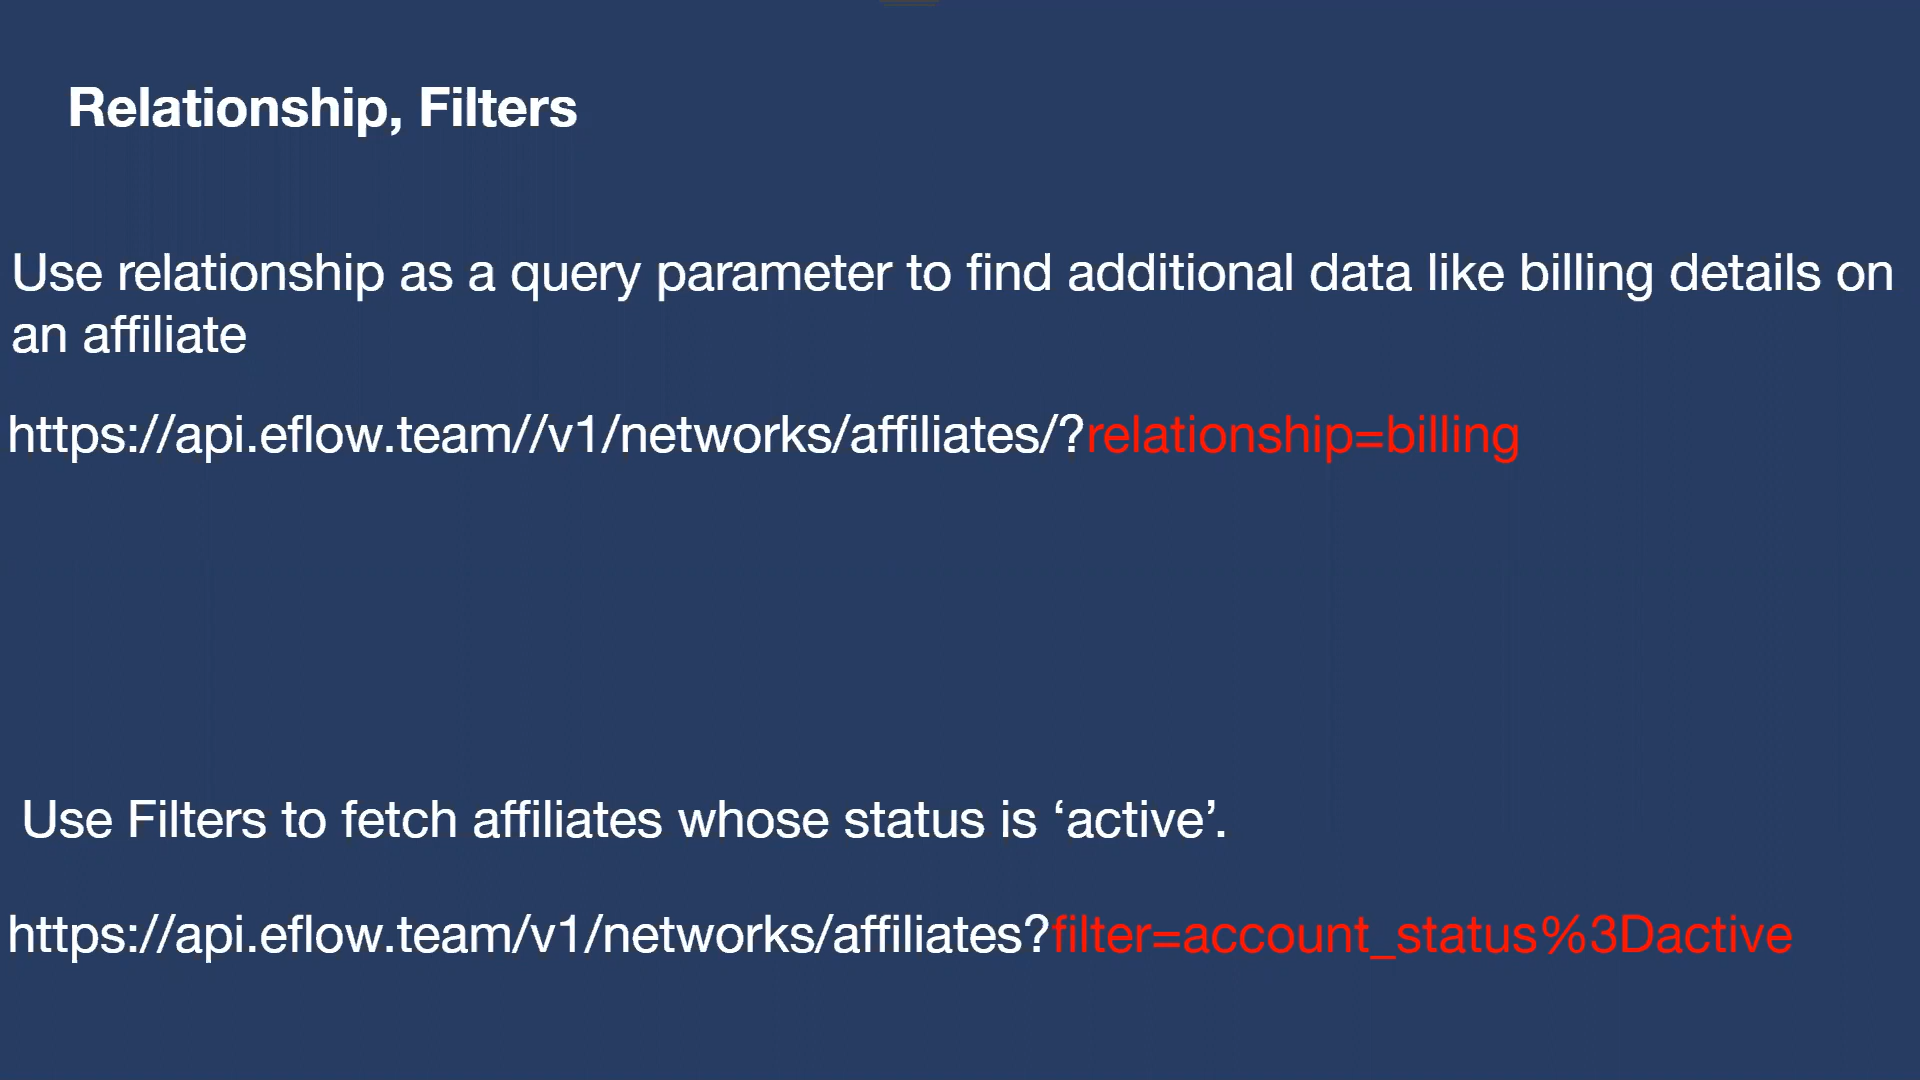 Relationship, Filters
Use relationship as a query parameter to find additional data like billing details on
an affiliate
https://api.eflow.team//v1/networks/affiliates/?relationship=billing
Use Filters to fetch affiliates whose status is ‘active’.
https://api.eflow.team/v1/networks/affiliates?filter=account_status%3Dactive